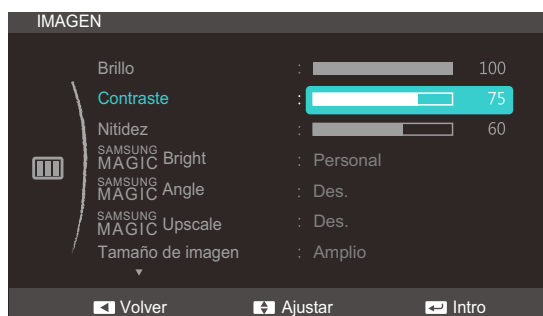 IMAGEN
Brillo : 100
Contraste : 75
Nitidez : 60
SAMSUNG MAGIC Bright : Personal
SAMSUNG MAGIC Angle : Des.
SAMSUNG MAGIC Upscale : Des.
Tamaño de imagen : Amplio
Volver Ajustar Intro